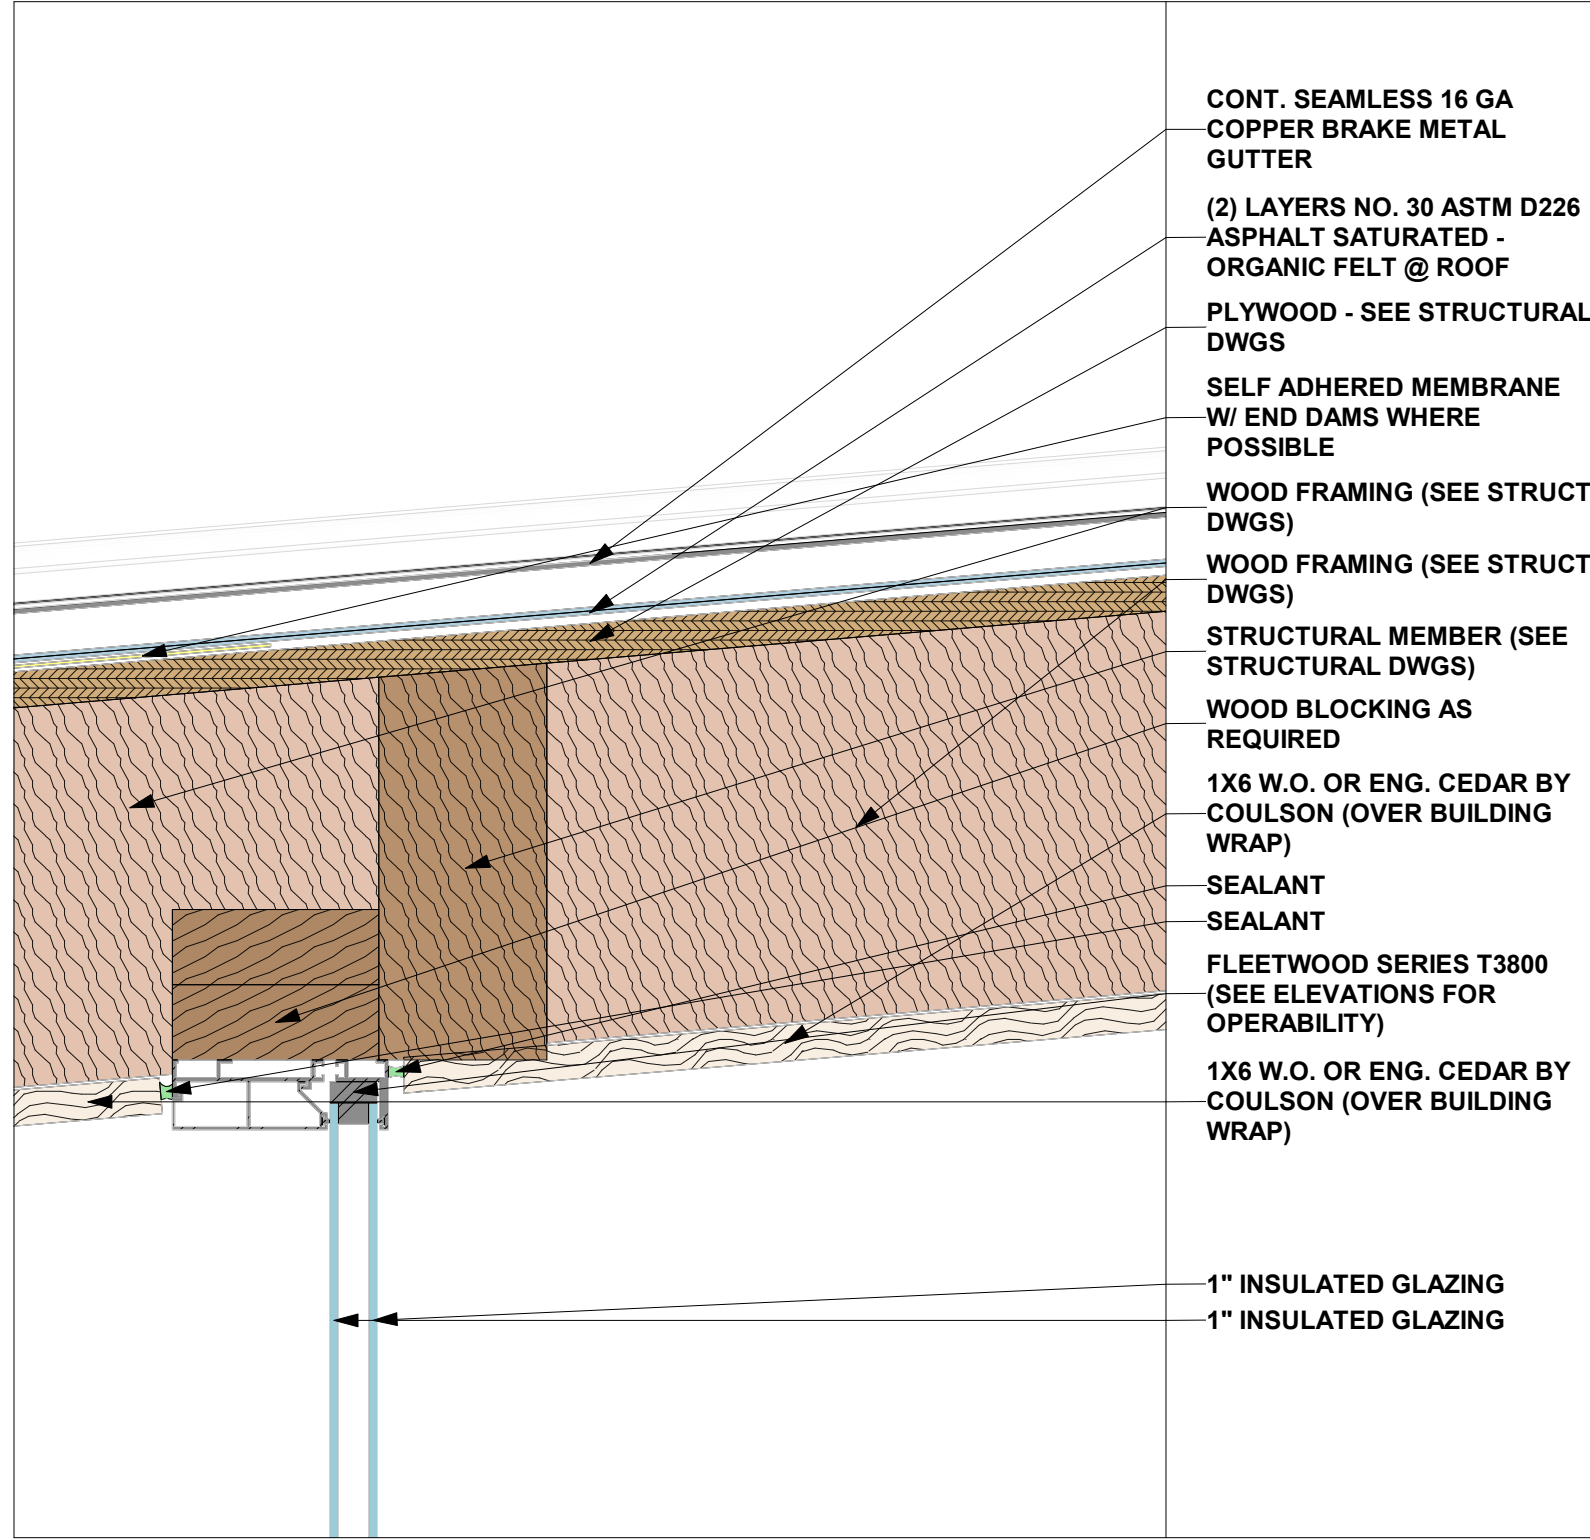 CONT. SEAMLESS 16 GA
COPPER BRAKE METAL
GUTTER
(2) LAYERS NO. 30 ASTM D226
ASPHALT SATURATED -
ORGANIC FELT @ ROOF
PLYWOOD - SEE STRUCTURAL
DWGS
SELF ADHERED MEMBRANE
W/ END DAMS WHERE
POSSIBLE
WOOD FRAMING (SEE STRUCT
DWGS)
WOOD FRAMING (SEE STRUCT
DWGS)
STRUCTURAL MEMBER (SEE
STRUCTURAL DWGS)
WOOD BLOCKING AS
REQUIRED
1X6 W.O. OR ENG. CEDAR BY
COULSON (OVER BUILDING
WRAP)
SEALANT
SEALANT
FLEETWOOD SERIES T3800
(SEE ELEVATIONS FOR
OPERABILITY)
1X6 W.O. OR ENG. CEDAR BY
COULSON (OVER BUILDING
WRAP)
1" INSULATED GLAZING
1" INSULATED GLAZING